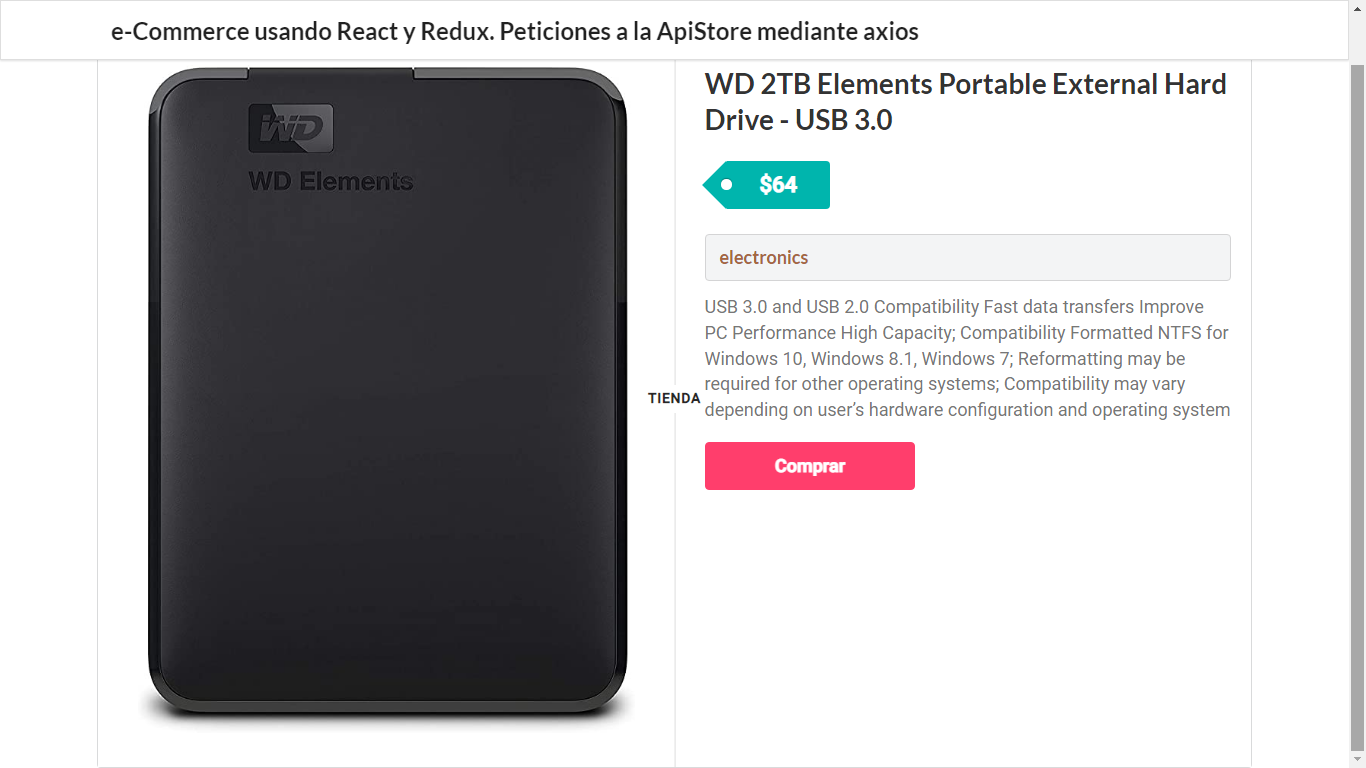 e-Commerce usando React y Redux. Peticiones a la ApiStore mediante axios
WD
WD Elements
WD 2TB Elements Portable External Hard
Drive - USB 3.0
$64
electronics
USB 3.0 and USB 2.0 Compatibility Fast data transfers Improve
PC Performance High Capacity; Compatibility Formatted NTFS for
Windows 10, Windows 8.1, Windows 7; Reformatting may be
required for other operating systems; Compatibility may vary
depending on user’s hardware configuration and operating system
TIENDA
Comprar